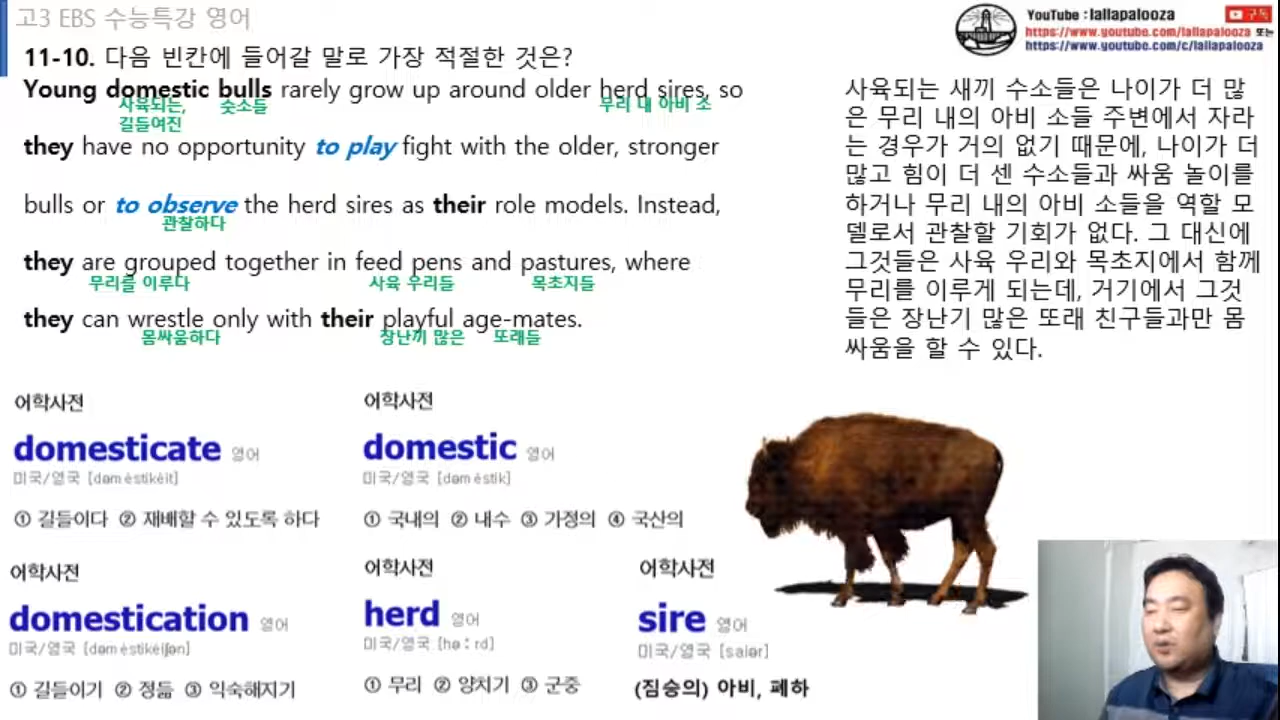 고3 EBS 수능특강 영어
YouTube : lallapalooza
구독
https://www.youtube.com/lallapalooza 또는
https://www.youtube.com/c/lallapalooza
11-10. 다음 빈칸에 들어갈 말로 가장 적절한 것은?
Young domestic bulls rarely grow up around older herd sires, so
사육되는, 숫소들 무리 내 아비 소
길들여진
they have no opportunity to play fight with the older, stronger
bulls or to observe the herd sires as their role models. Instead,
관찰하다
they are grouped together in feed pens and pastures, where
무리를 이루다 사육 우리들 목초지들
they can wrestle only with their playful age-mates.
몸싸움하다 장난끼 많은 또래들
사육되는 새끼 수소들은 나이가 더 많
은 무리 내의 아비 소들 주변에서 자라
는 경우가 거의 없기 때문에, 나이가 더
많고 힘이 더 센 수소들과 싸움 놀이를
하거나 무리 내의 아비 소들을 역할 모
델로서 관찰할 기회가 없다. 그 대신에
그것들은 사육 우리와 목초지에서 함께
무리를 이루게 되는데, 거기에서 그것
들은 장난기 많은 또래 친구들과만 몸
싸움을 할 수 있다.
어학사전
domesticate 영어
미국/영국 [dəméstikèit]
① 길들이다 ② 재배할 수 있도록 하다
어학사전
domestic 영어
미국/영국 [dəméstik]
① 국내의 ② 내수 ③ 가정의 ④ 국산의
어학사전
domestication 영어
미국/영국 [dəmèstikéiʃən]
① 길들이기 ② 정듦 ③ 익숙해지기
어학사전
herd 영어
미국/영국 [həːrd]
① 무리 ② 양치기 ③ 군중
어학사전
sire 영어
미국/영국 [saiər]
(짐승의) 아비, 폐하